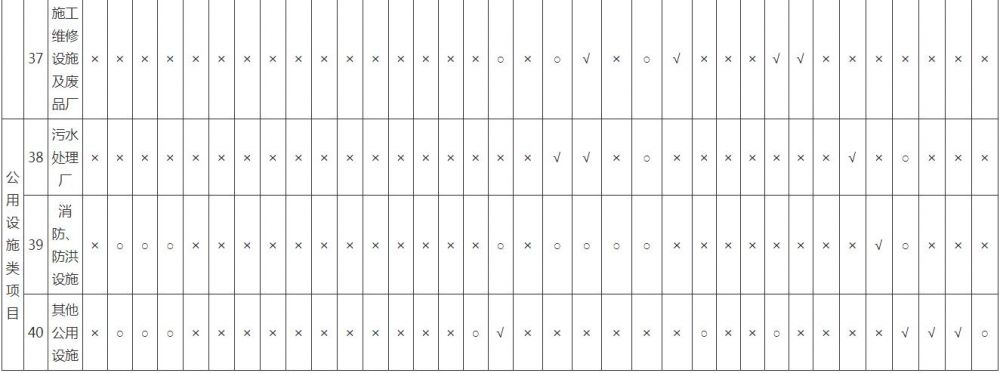 施工
维修
设施
及废
品厂
37 × × × × × × × × × × × × × × × × ○ × ○ √ × ○ √ × × × √ √ × × × × × × ×
公用设施类项目
污水
处理
厂
38 × × × × × × × × × × × × × × × × × × √ √ × ○ × × × × × × × √ × ○ × × ×
消
防、
防洪
设施
39 × ○ ○ ○ × × × × × × × × × × × × ○ × ○ ○ ○ ○ × × × × × × × × √ ○ × × ×
其他
公用
设施
40 × ○ ○ ○ × × × × × × × × × × × ○ √ × × × × × × ○ × × ○ × × × × √ √ √ ○